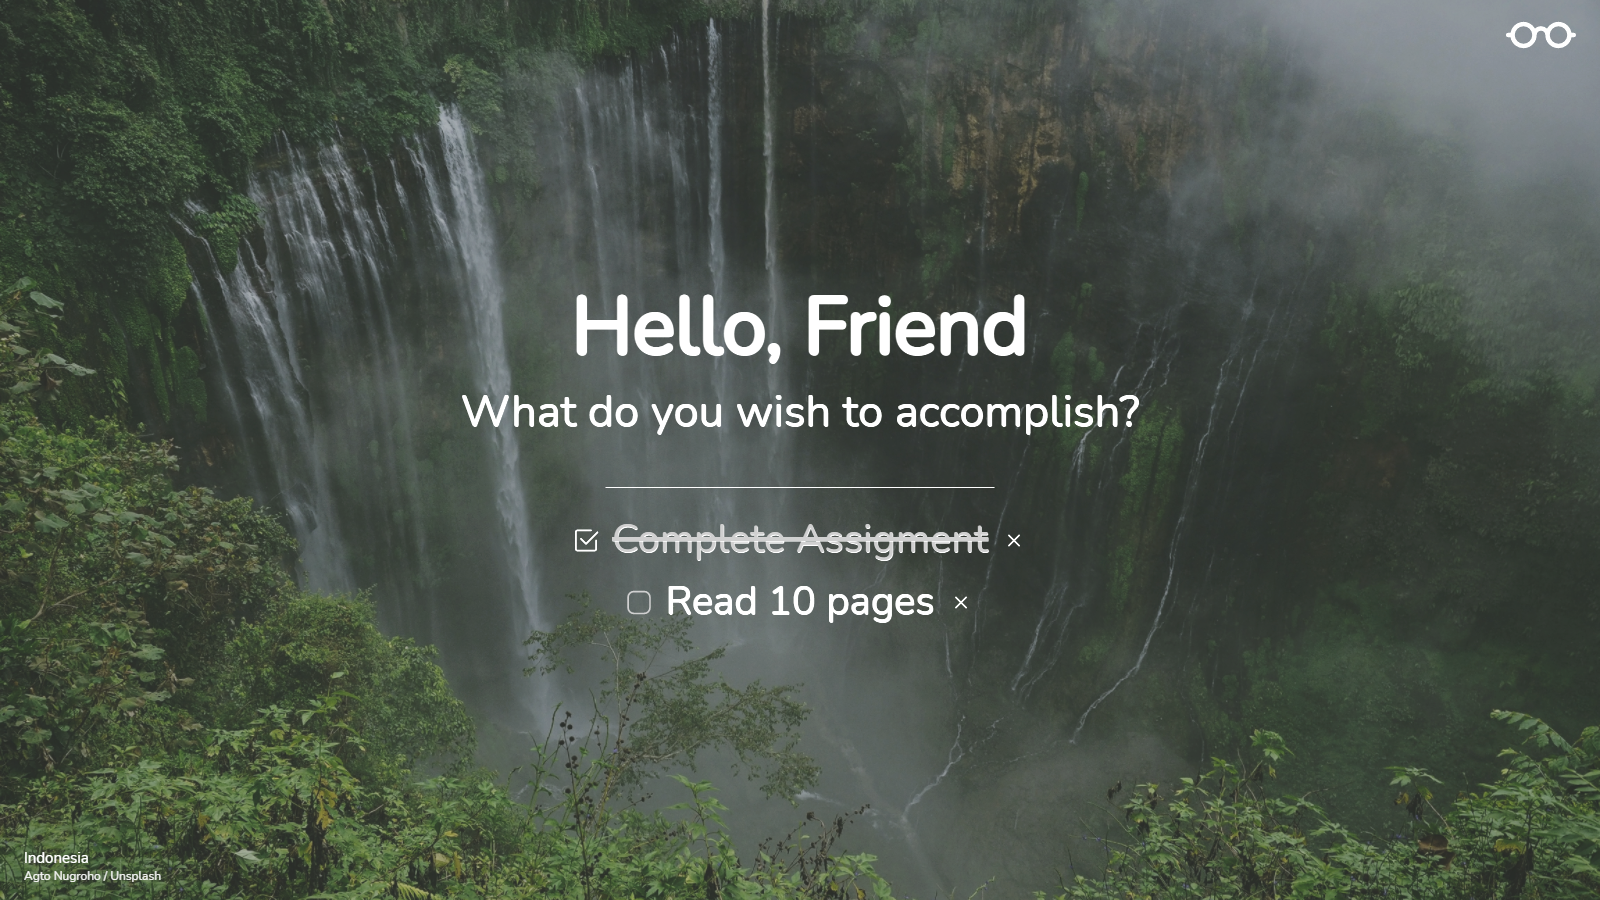 Hello, Friend
What do you wish to accomplish?
Complete Assigment
Read 10 pages
Indonesia
Agto Nugroho / Unsplash